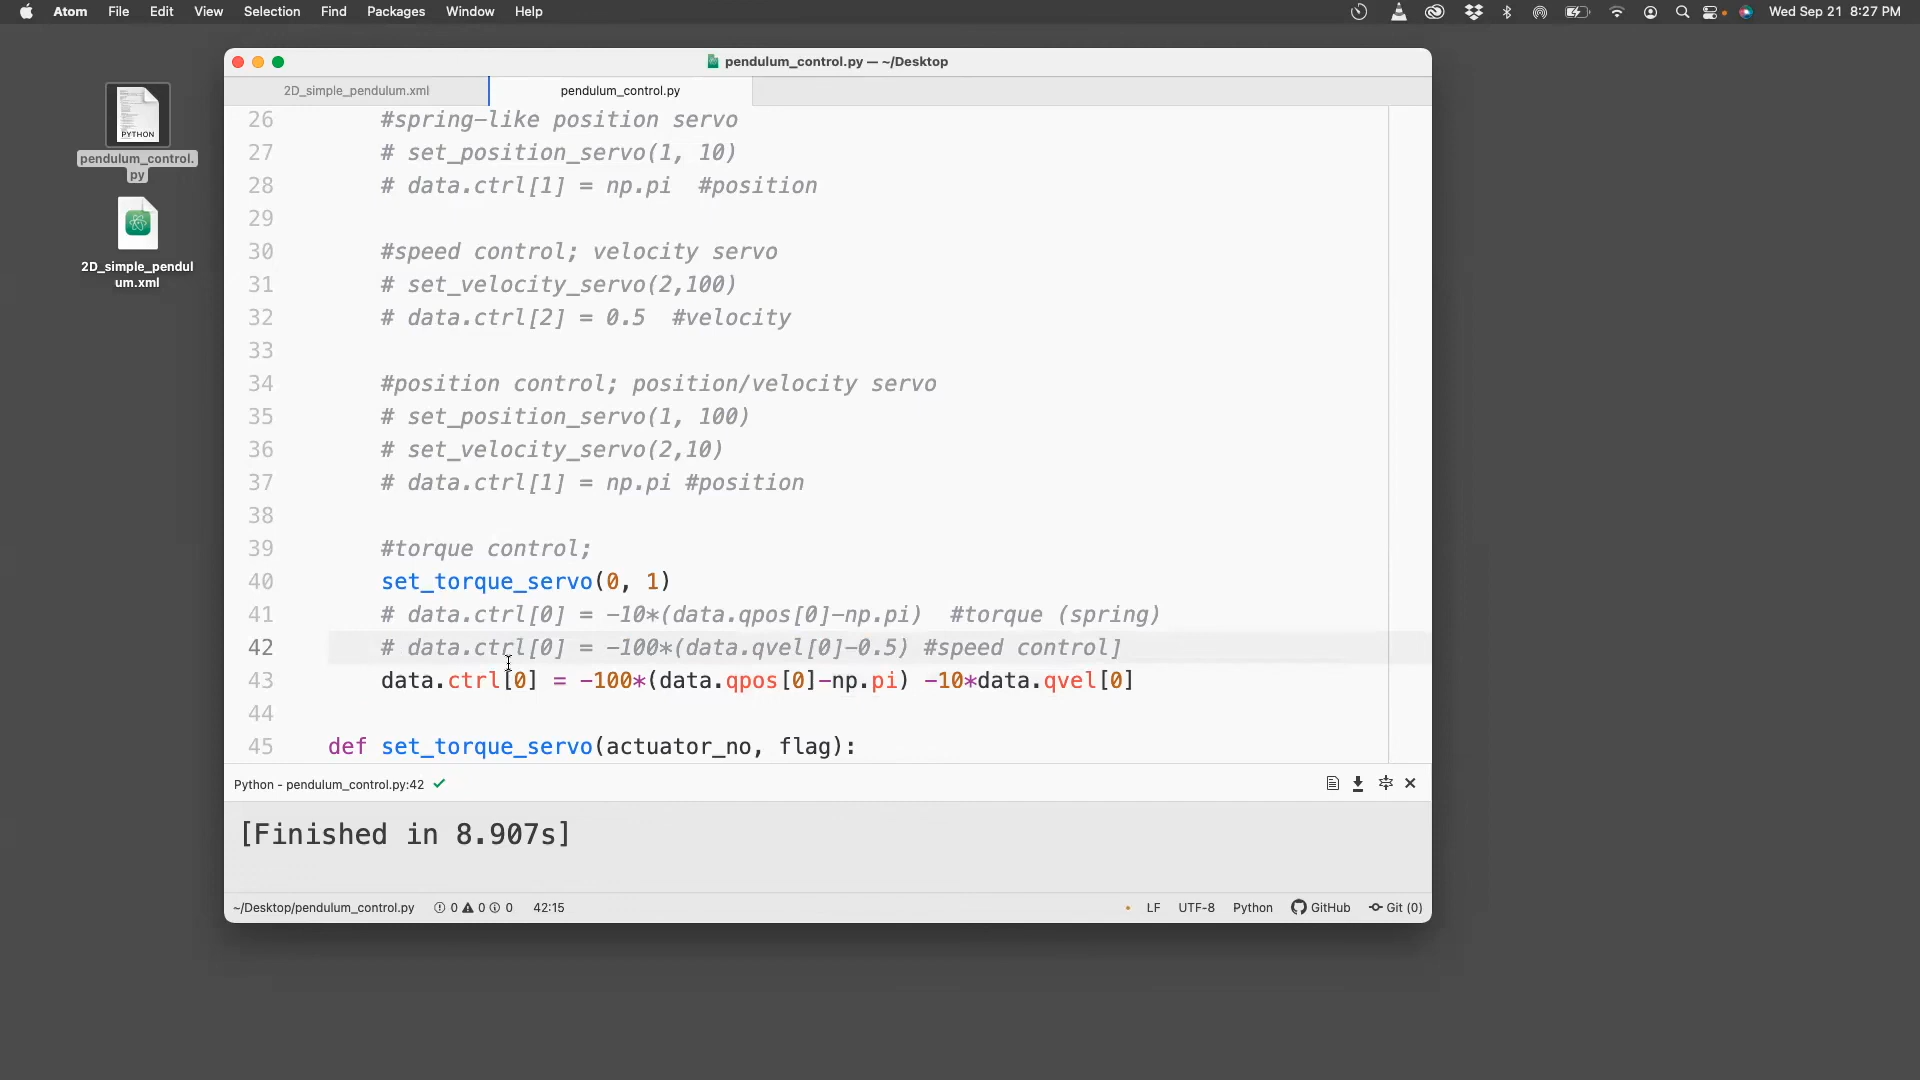 Atom File Edit View Selection Find Packages Window Help Wed Sep 21 8:27 PM
pendulum_control.py — ~/Desktop
2D_simple_pendulum.xml pendulum_control.py
PYTHON
pendulum_control.
py
2D_simple_pendul
um.xml
26 #spring-like position servo
27 # set_position_servo(1, 10)
28 # data.ctrl[1] = np.pi #position
29
30 #speed control; velocity servo
31 # set_velocity_servo(2,100)
32 # data.ctrl[2] = 0.5 #velocity
33
34 #position control; position/velocity servo
35 # set_position_servo(1, 100)
36 # set_velocity_servo(2,10)
37 # data.ctrl[1] = np.pi #position
38
39 #torque control;
40 set_torque_servo(0, 1)
41 # data.ctrl[0] = -10*(data.qpos[0]-np.pi) #torque (spring)
42 # data.ctrl[0] = -100*(data.qvel[0]-0.5) #speed control]
43 data.ctrl[0] = -100*(data.qpos[0]-np.pi) -10*data.qvel[0]
44
45 def set_torque_servo(actuator_no, flag):
Python - pendulum_control.py:42
[Finished in 8.907s]
~/Desktop/pendulum_control.py 0 0 0 42:15 LF UTF-8 Python GitHub Git (0)